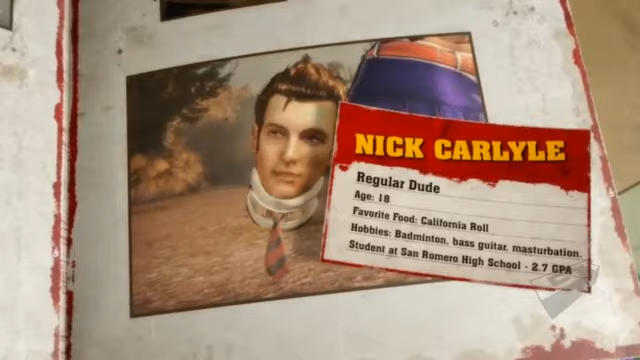 NICK CARLYLE
Regular Dude
Age: 18
Favorite Food: California Roll
Hobbies: Badminton, bass guitar, masturbation.
Student at San Romero High School - 2.7 GPA